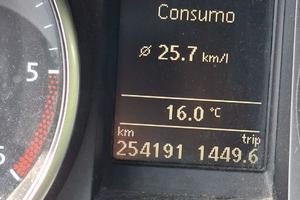 Consumo
ø 25.7 km/l
16.0 °C
km trip
254191 1449.6
5